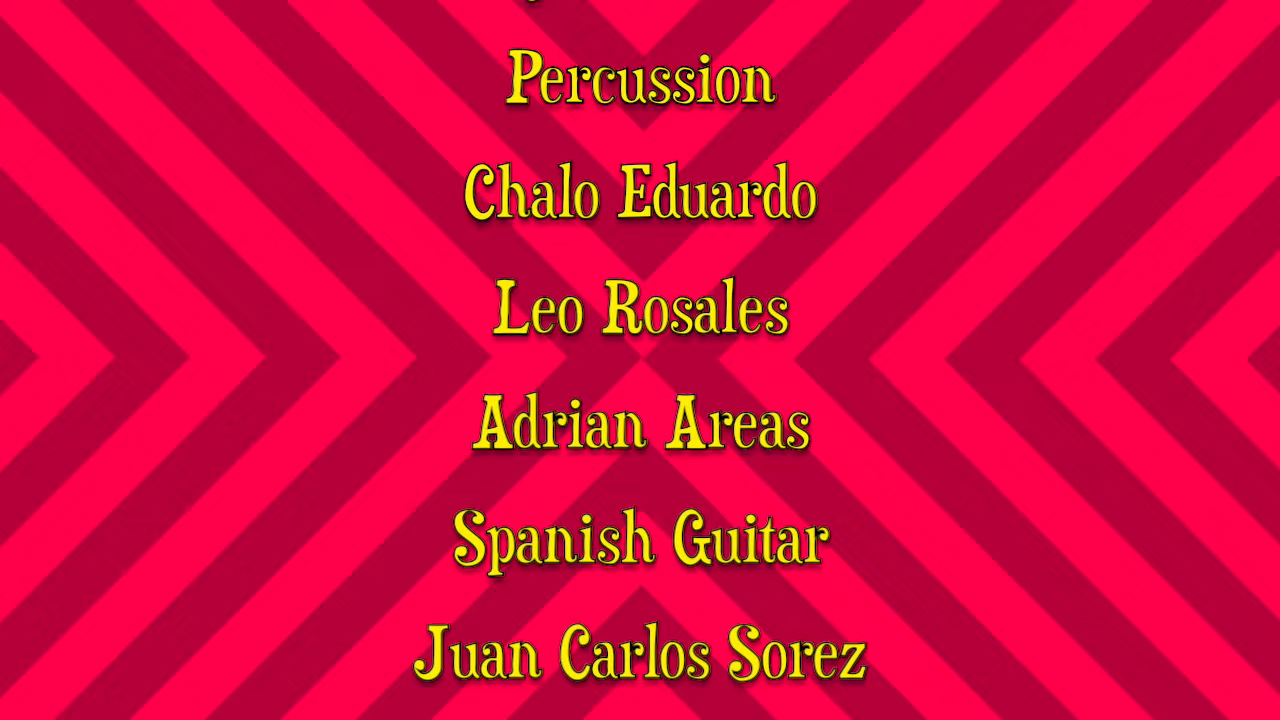 Percussion
Chalo Eduardo
Leo Rosales
Adrian Areas
Spanish Guitar
Juan Carlos Sorez